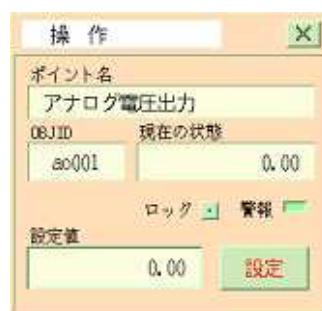 操 作
ポイント名
アナログ電圧出力
OBJID 現在の状態
ao001 0.00
ロック 警報
設定値
0.00 設定